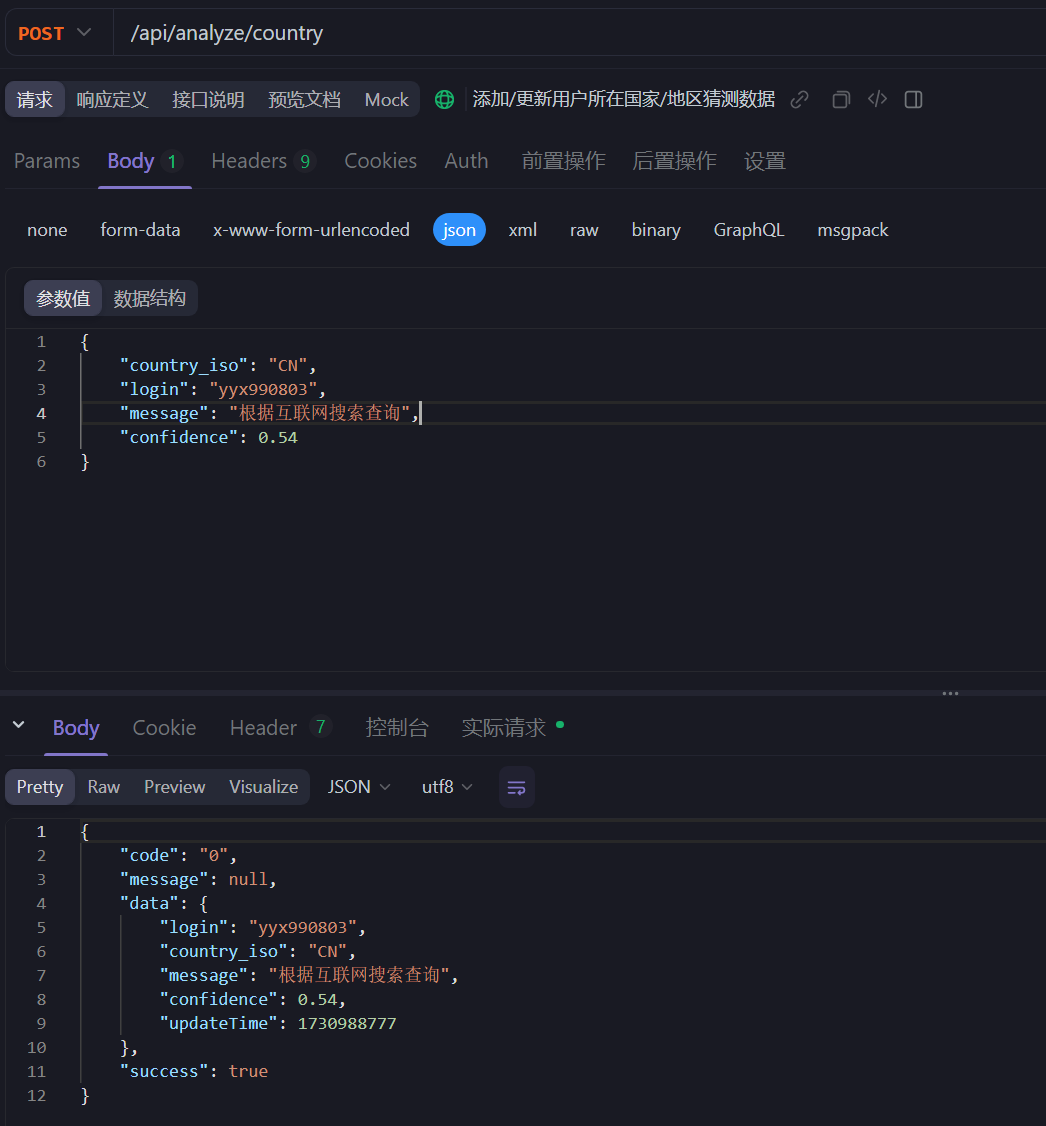 POST /api/analyze/country
请求 响应定义 接口说明 预览文档 Mock 添加/更新用户所在国家/地区猜测数据
Params Body 1 Headers 9 Cookies Auth 前置操作 后置操作 设置
none form-data x-www-form-urlencoded json xml raw binary GraphQL msgpack
参数值 数据结构
1 {
2 "country_iso": "CN",
3 "login": "yyx990803",
4 "message": "根据互联网搜索查询",
5 "confidence": 0.54
6 }
Body Cookie Header 7 控制台 实际请求
Pretty Raw Preview Visualize JSON utf8
1 {
2 "code": "0",
3 "message": null,
4 "data": {
5 "login": "yyx990803",
6 "country_iso": "CN",
7 "message": "根据互联网搜索查询",
8 "confidence": 0.54,
9 "updateTime": 1730988777
10 },
11 "success": true
12 }